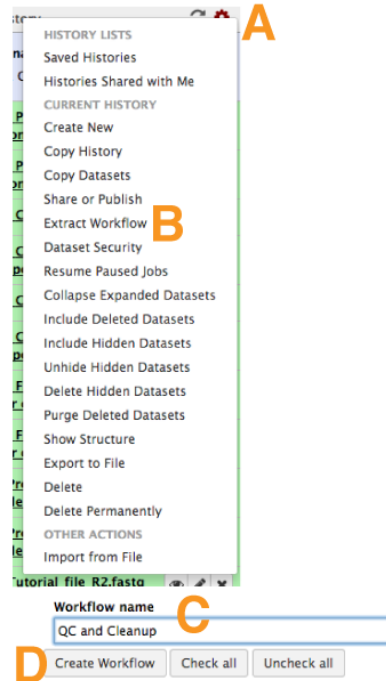 A
HISTORY LISTS
Saved Histories
Histories Shared with Me
CURRENT HISTORY
Create New
Copy History
Copy Datasets
Share or Publish
Extract Workflow
B
Dataset Security
Resume Paused Jobs
Collapse Expanded Datasets
Include Deleted Datasets
Include Hidden Datasets
Unhide Hidden Datasets
Delete Hidden Datasets
Purge Deleted Datasets
Show Structure
Export to File
Delete
Delete Permanently
OTHER ACTIONS
Import from File
utorial file R2.fastq
Workflow name
C
QC and Cleanup
D
Create Workflow Check all Uncheck all